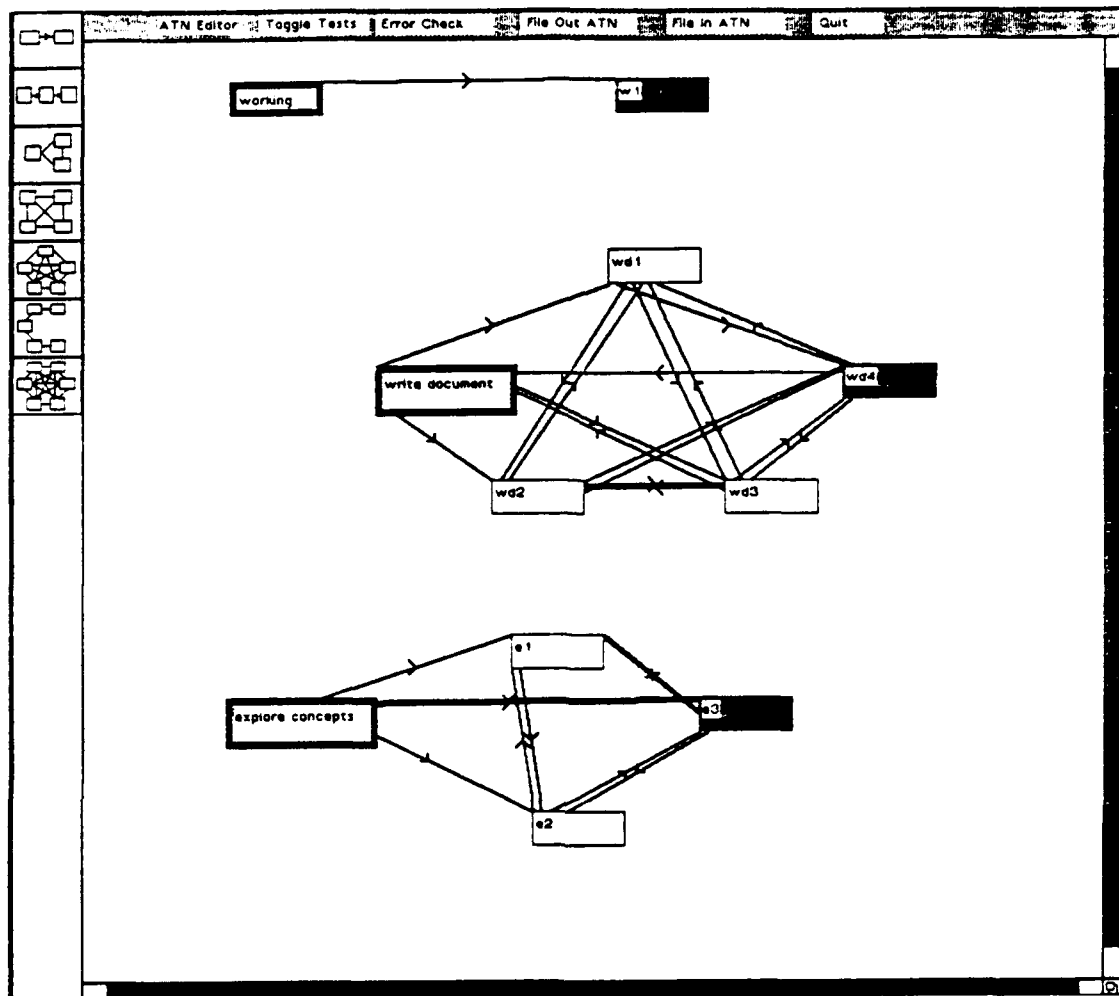 ATN Editor Toggle Tests Error Check File Out ATN File In ATN Quit
working
w1
wd1
write document
wd4
wd2
wd3
e1
explore concepts
e3
e2